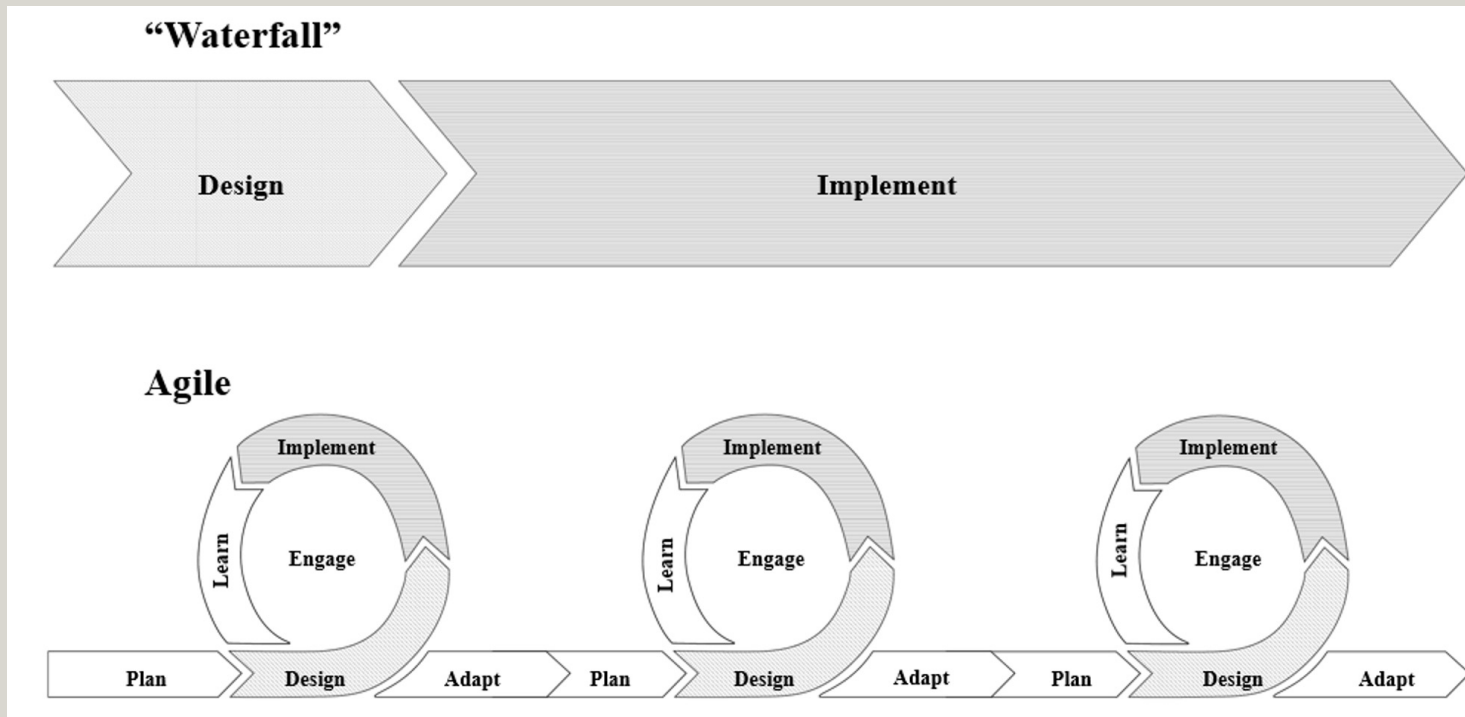 “Waterfall”
Design
Implement
Agile
Implement
Implement
Implement
Learn
Engage
Learn
Engage
Learn
Engage
Plan
Design
Adapt
Plan
Design
Adapt
Plan
Design
Adapt